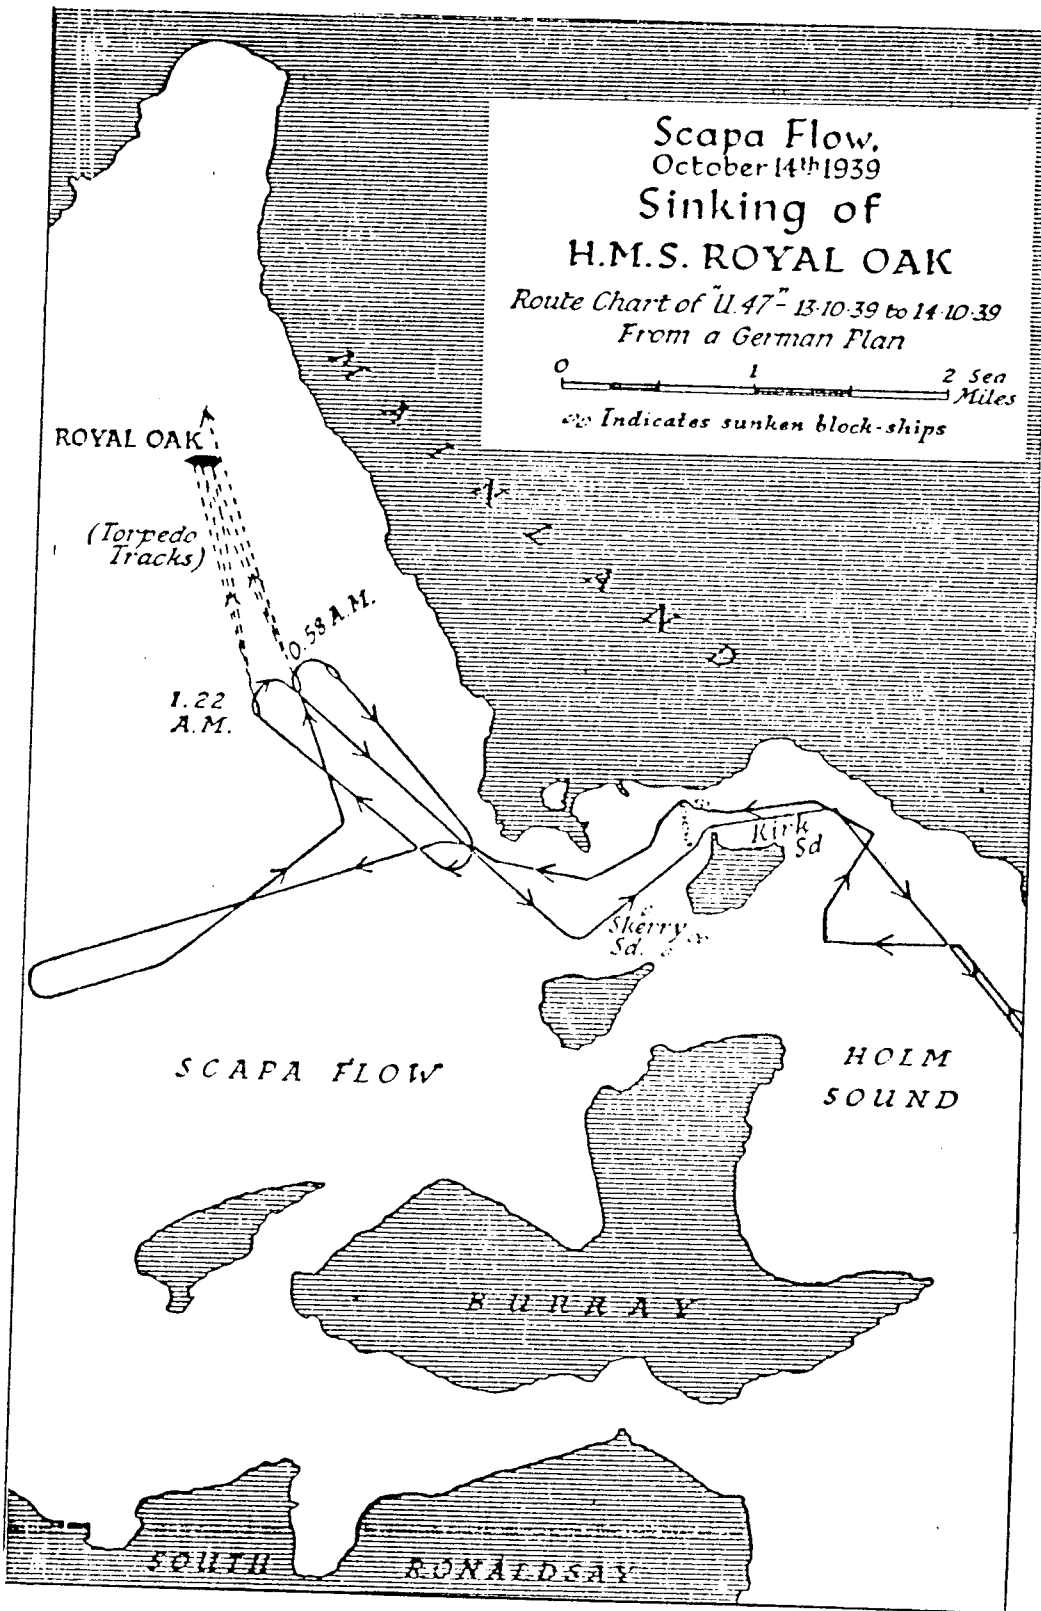 Scapa Flow.
October 14th 1939
Sinking of
H.M.S. ROYAL OAK
Route Chart of "U.47" 13·10·39 to 14·10·39
From a German Plan
0 1 2 Sea
Miles
Indicates sunken block-ships
ROYAL OAK
(Torpedo
Tracks)
0.58 A.M.
1.22
A.M.
MAINLAND
Kirk
Sd
Skerry
Sd.
SCAPA FLOW
HOLM
SOUND
BURRAY
SOUTH RONALDSAY